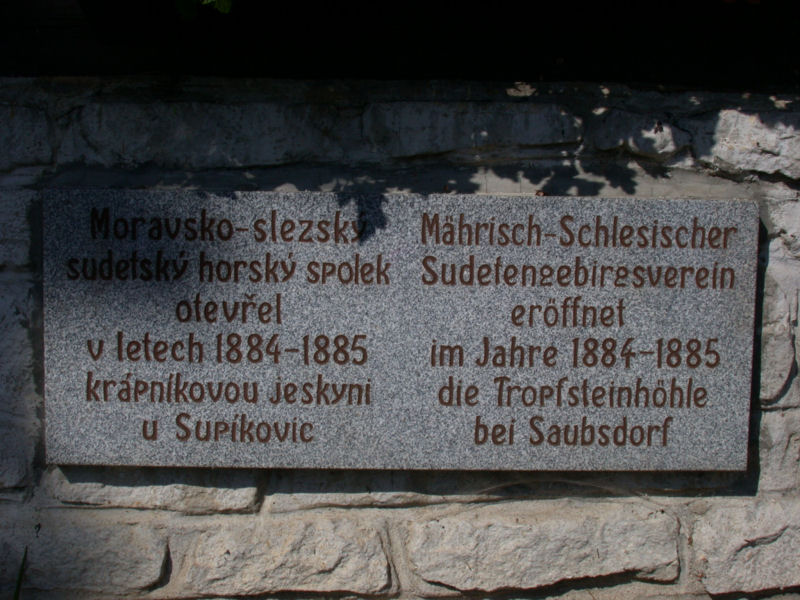 Moravsko-slezský
sudetský horský spolek
otevřel
v letech 1884-1885
krápníkovou jeskyni
u Supíkovic
Mährisch-Schlesischer
Sudetengebirgsverein
eröffnet
im Jahre 1884-1885
die Tropfsteinhöhle
bei Saubsdorf